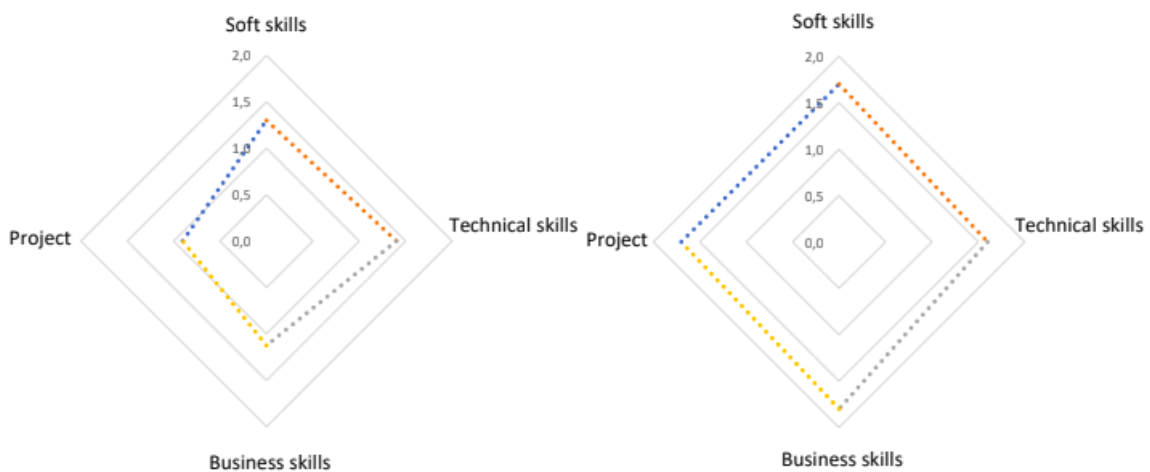 Soft skills
2,0
1,5
1,0
0,5
0,0
Project
Technical skills
Business skills
Soft skills
2,0
1,5
1,0
0,5
0,0
Project
Technical skills
Business skills